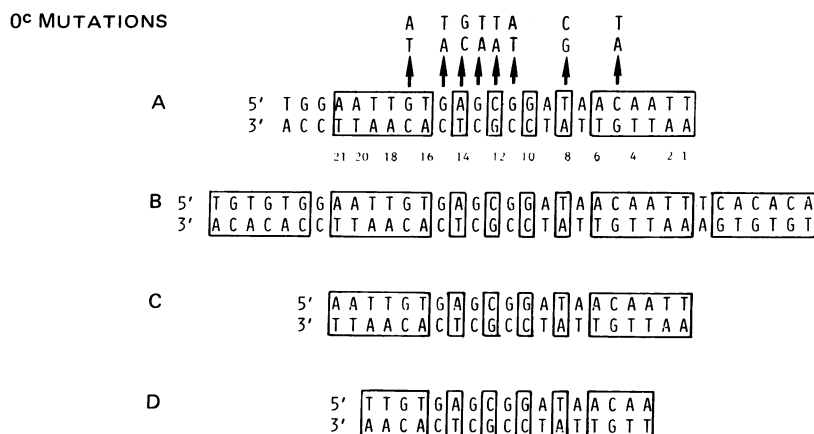 Oᶜ MUTATIONS
A T G T T A C T
T A C A A T G A
A 5' T G G A A T T G T G A G C G G A T A A C A A T T
3' A C C T T A A C A C T C G C C T A T T G T T A A
21 20 18 16 14 12 10 8 6 4 2 1
B 5' T G T G T G G A A T T G T G A G C G G A T A A C A A T T T C A C A C A
3' A C A C A C C T T A A C A C T C G C C T A T T G T T A A A G T G T G T
C 5' A A T T G T G A G C G G A T A A C A A T T
3' T T A A C A C T C G C C T A T T G T T A A
D 5' T T G T G A G C G G A T A A C A A
3' A A C A C T C G C C T A T T G T T